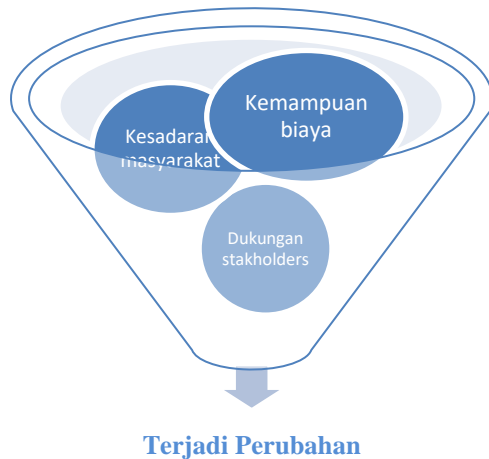 Kemampuan
biaya
Kesadaran
masyarakat
Dukungan
stakholders
Terjadi Perubahan